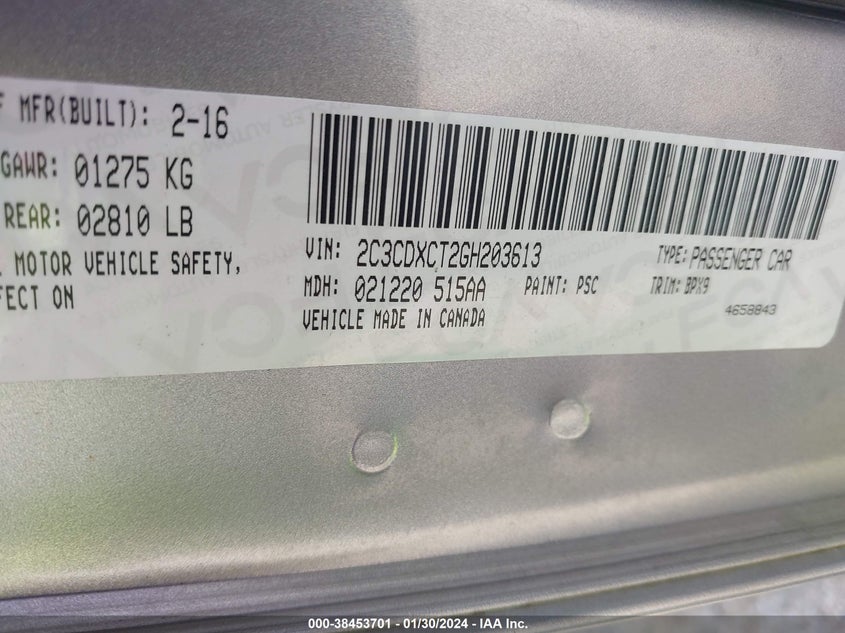 F MFR(BUILT): 2-16
GAWR: 01275 KG
REAR: 02810 LB
MOTOR VEHICLE SAFETY,
FECT ON
VIN: 2C3CDXCT2GH203613
TYPE: PASSENGER CAR
MDH: 021220 515AA
PAINT: PSC
TRIM: BPX9
VEHICLE MADE IN CANADA
4658843
000-38453701 - 01/30/2024 - IAA Inc.